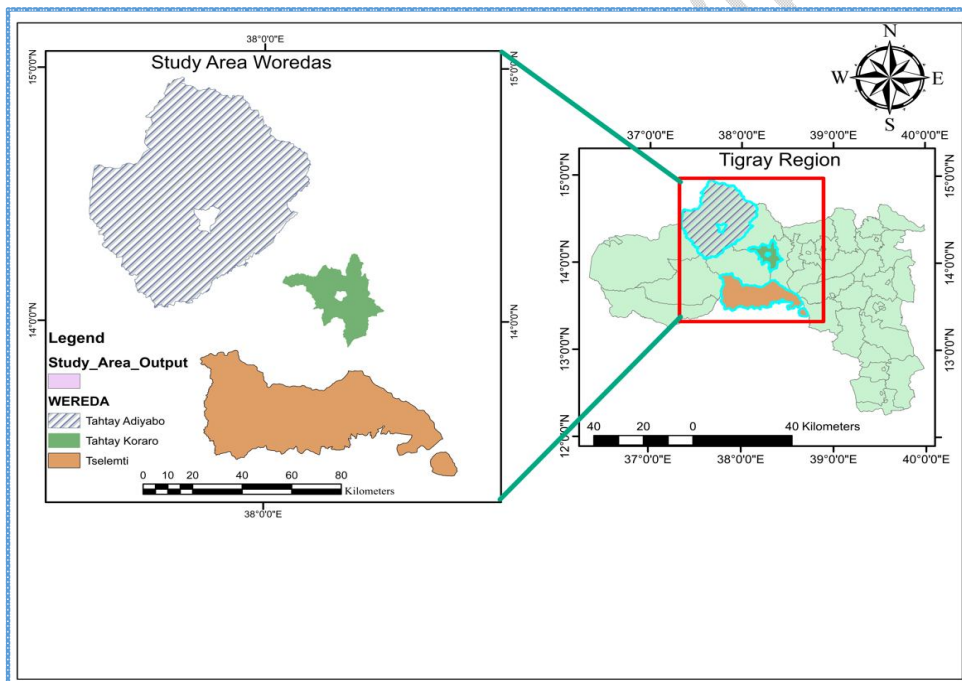 38°0'0"E
Study Area Woredas
15°0'0"N
15°0'0"N
14°0'0"N
14°0'0"N
Legend
Study_Area_Output
WEREDA
Tahtay Adiyabo
Tahtay Koraro
Tselemti
0 10 20 40 60 80
Kilometers
38°0'0"E
N
W E
S
37°0'0"E 38°0'0"E 39°0'0"E 40°0'0"E
Tigray Region
15°0'0"N
15°0'0"N
14°0'0"N
14°0'0"N
13°0'0"N
13°0'0"N
12°0'0"N
12°0'0"N
40 20 0 40 Kilometers
37°0'0"E 38°0'0"E 39°0'0"E 40°0'0"E